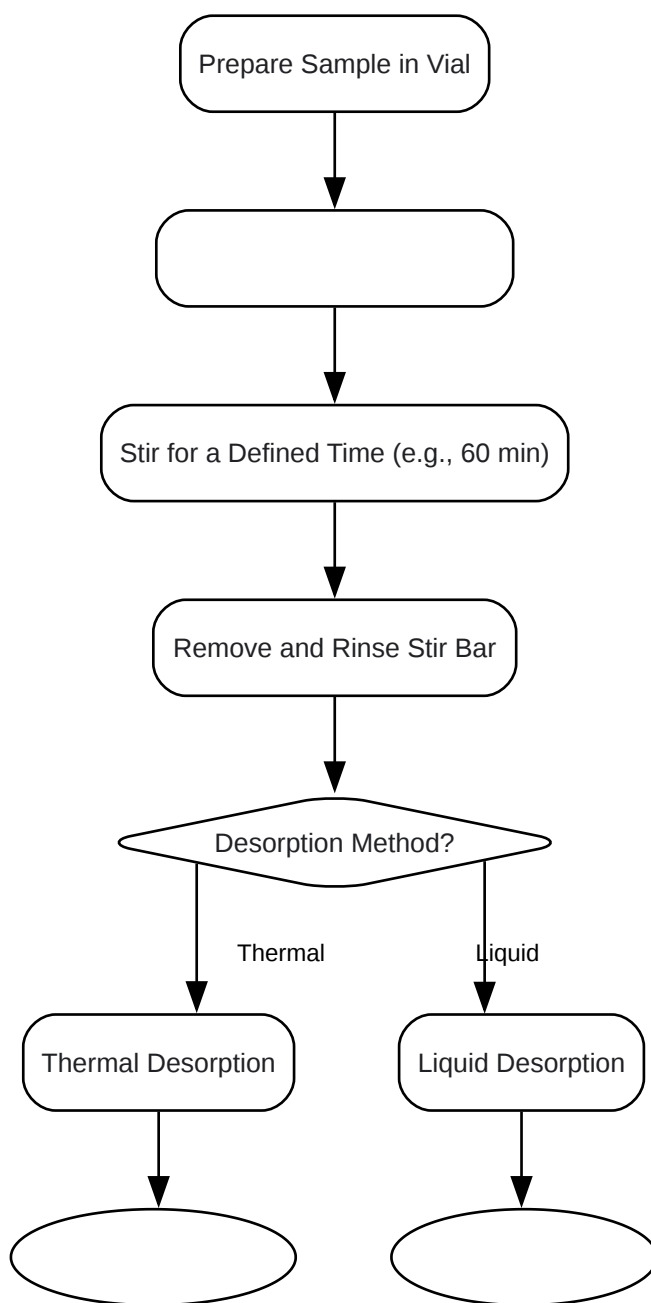 Prepare Sample in Vial
Stir for a Defined Time (e.g., 60 min)
Remove and Rinse Stir Bar
Desorption Method?
Thermal
Liquid
Thermal Desorption
Liquid Desorption